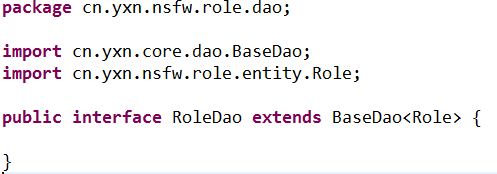 package cn.yxn.nsfw.role.dao;
import cn.yxn.core.dao.BaseDao;
import cn.yxn.nsfw.role.entity.Role;
public interface RoleDao extends BaseDao<Role> {
}